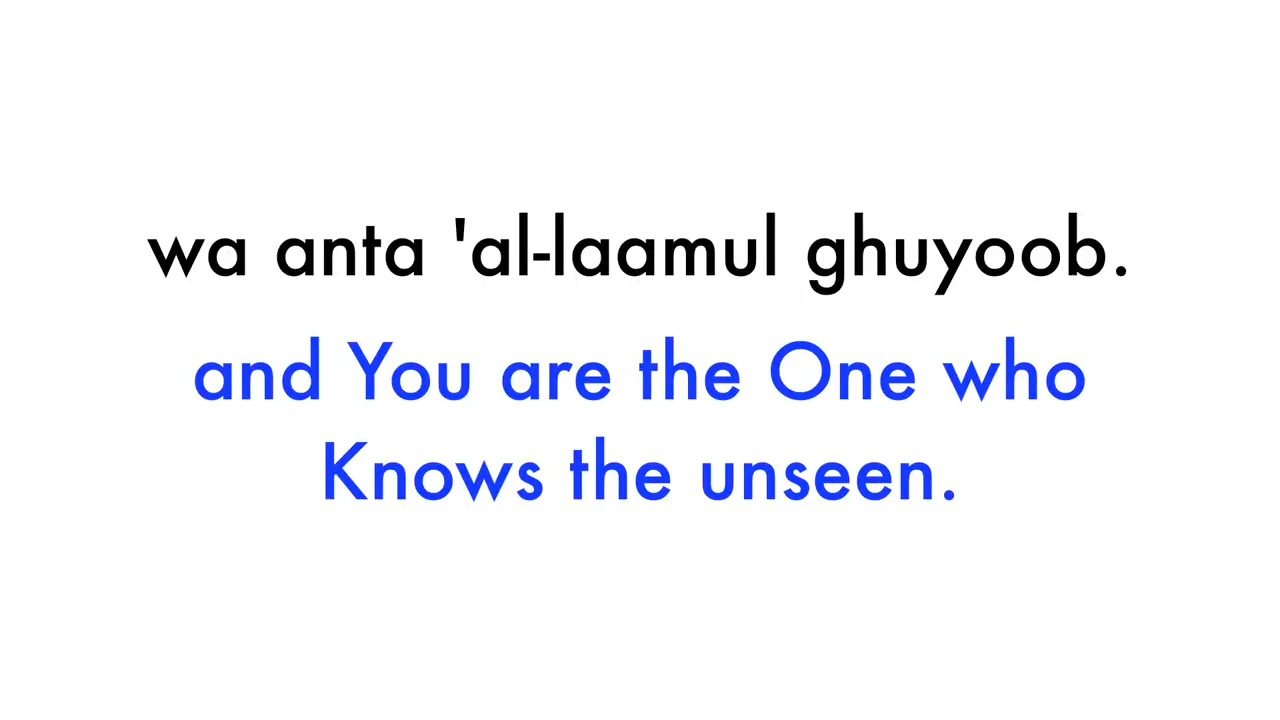 wa anta 'al-laamul ghuyoob.
and You are the One who
Knows the unseen.